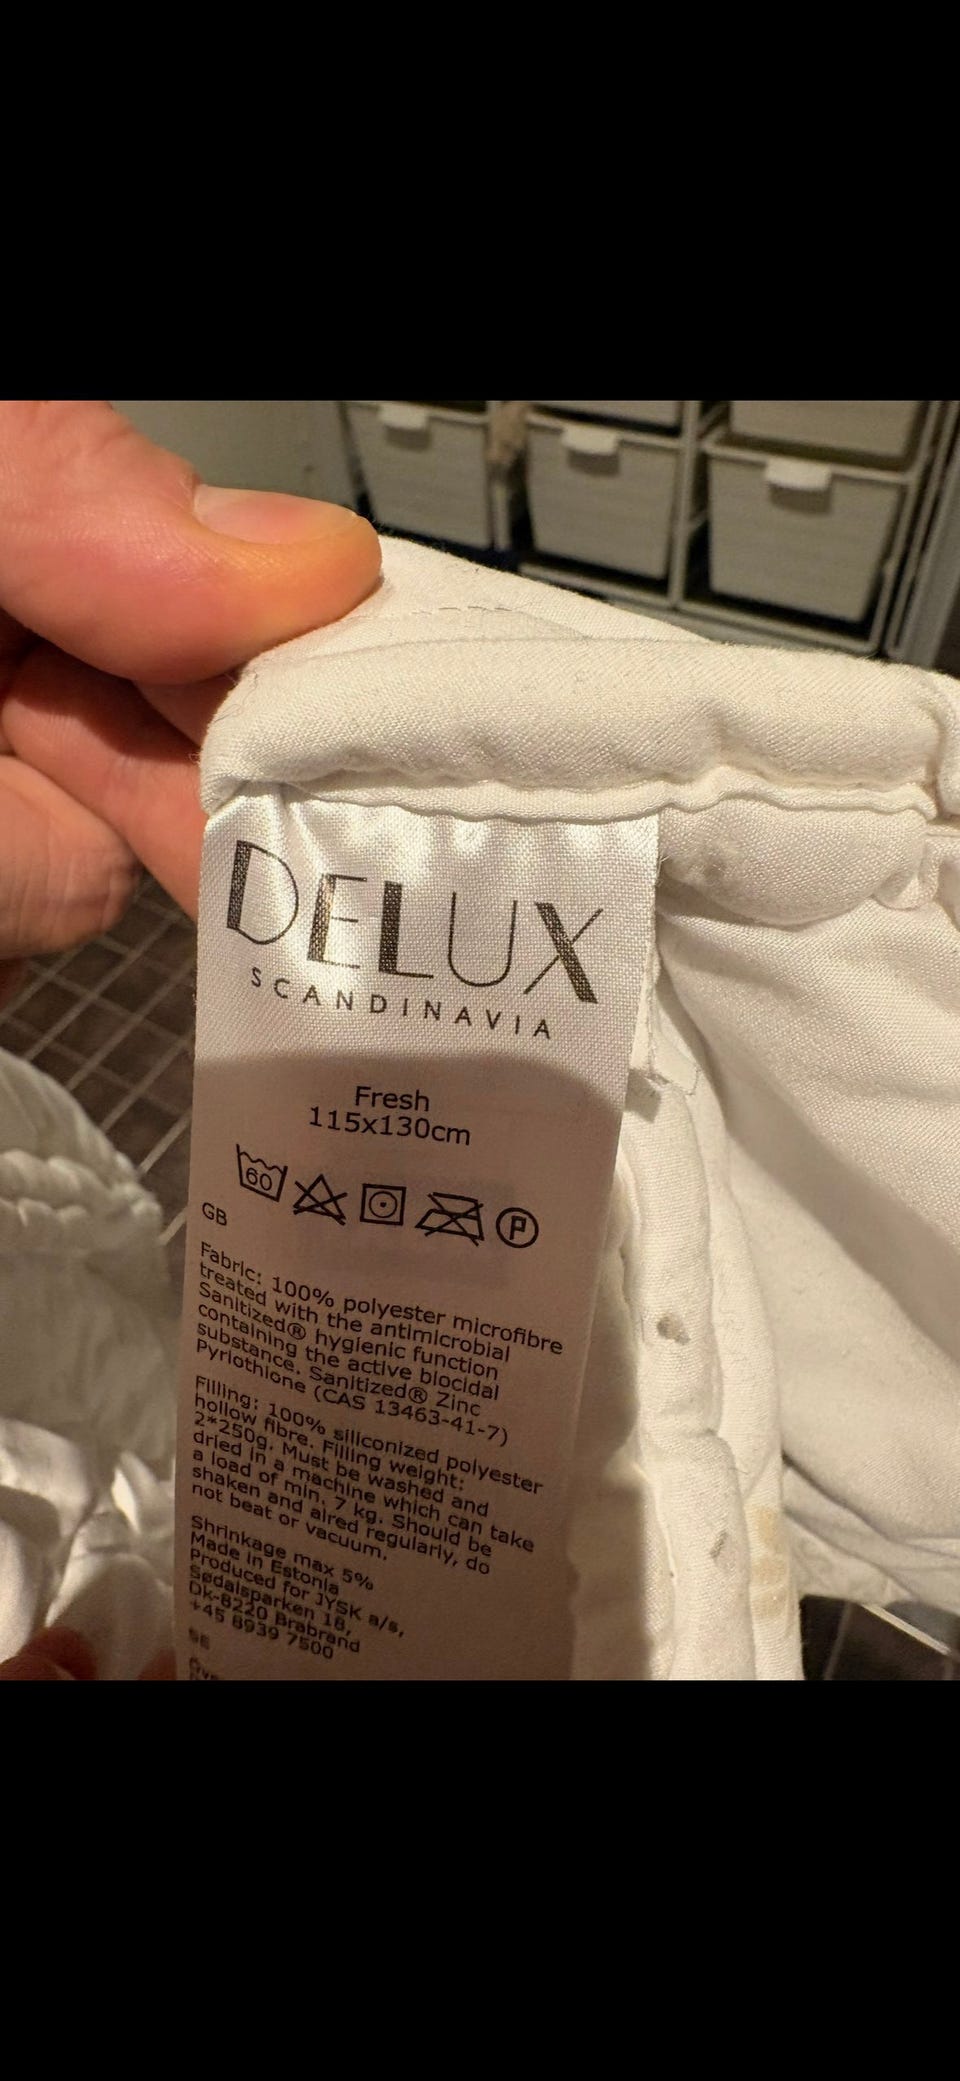 DELUX
SCANDINAVIA
Fresh
115x130cm
60
P
GB
Fabric: 100% polyester microfibre
treated with the antimicrobial
Sanitized® hygienic function
containing the active biocidal
substance. Sanitized® Zinc
Pyriothione (CAS 13463-41-7)
Filling: 100% siliconized polyester
hollow fibre. Filling weight:
2*250g. Must be washed and
dried in a machine which can take
a load of min. 7 kg. Should be
shaken and aired regularly, do
not beat or vacuum.
Shrinkage max 5%
Made in Estonia
Produced for JYSK a/s,
Sødalsparken 18,
DK-8220 Brabrand
+45 8939 7500